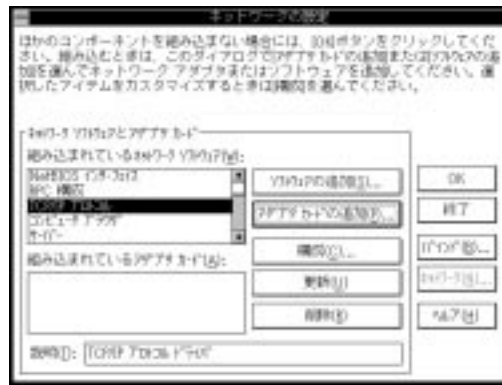 ネットワークの設定
ほかのコンポーネントを組み込まない場合には、[OK]ボタンをクリックしてくだ
さい。組み込むときは、このダイアログで[アダプタ カードの追加]または[ソフトウェアの追
加]を選んでネットワーク アダプタまたはソフトウェアを追加してください。選
択したアイテムをカスタマイズするときは[構成]を選んでください。
ネットワーク ソフトウェアとアダプタ カード
組み込まれているネットワーク ソフトウェア(W):
NetBIOS インターフェイス
RPC 構成
TCP/IP プロトコル
コンピュータ ブラウザ
サーバー
組み込まれているアダプタ カード(A):
説明(D): TCP/IP プロトコル ドライバ
ソフトウェアの追加(S)...
アダプタ カードの追加(P)...
構成(C)...
更新(U)
削除(R)
OK
終了
バインド(B)...
ネットワーク(N)...
ヘルプ(H)